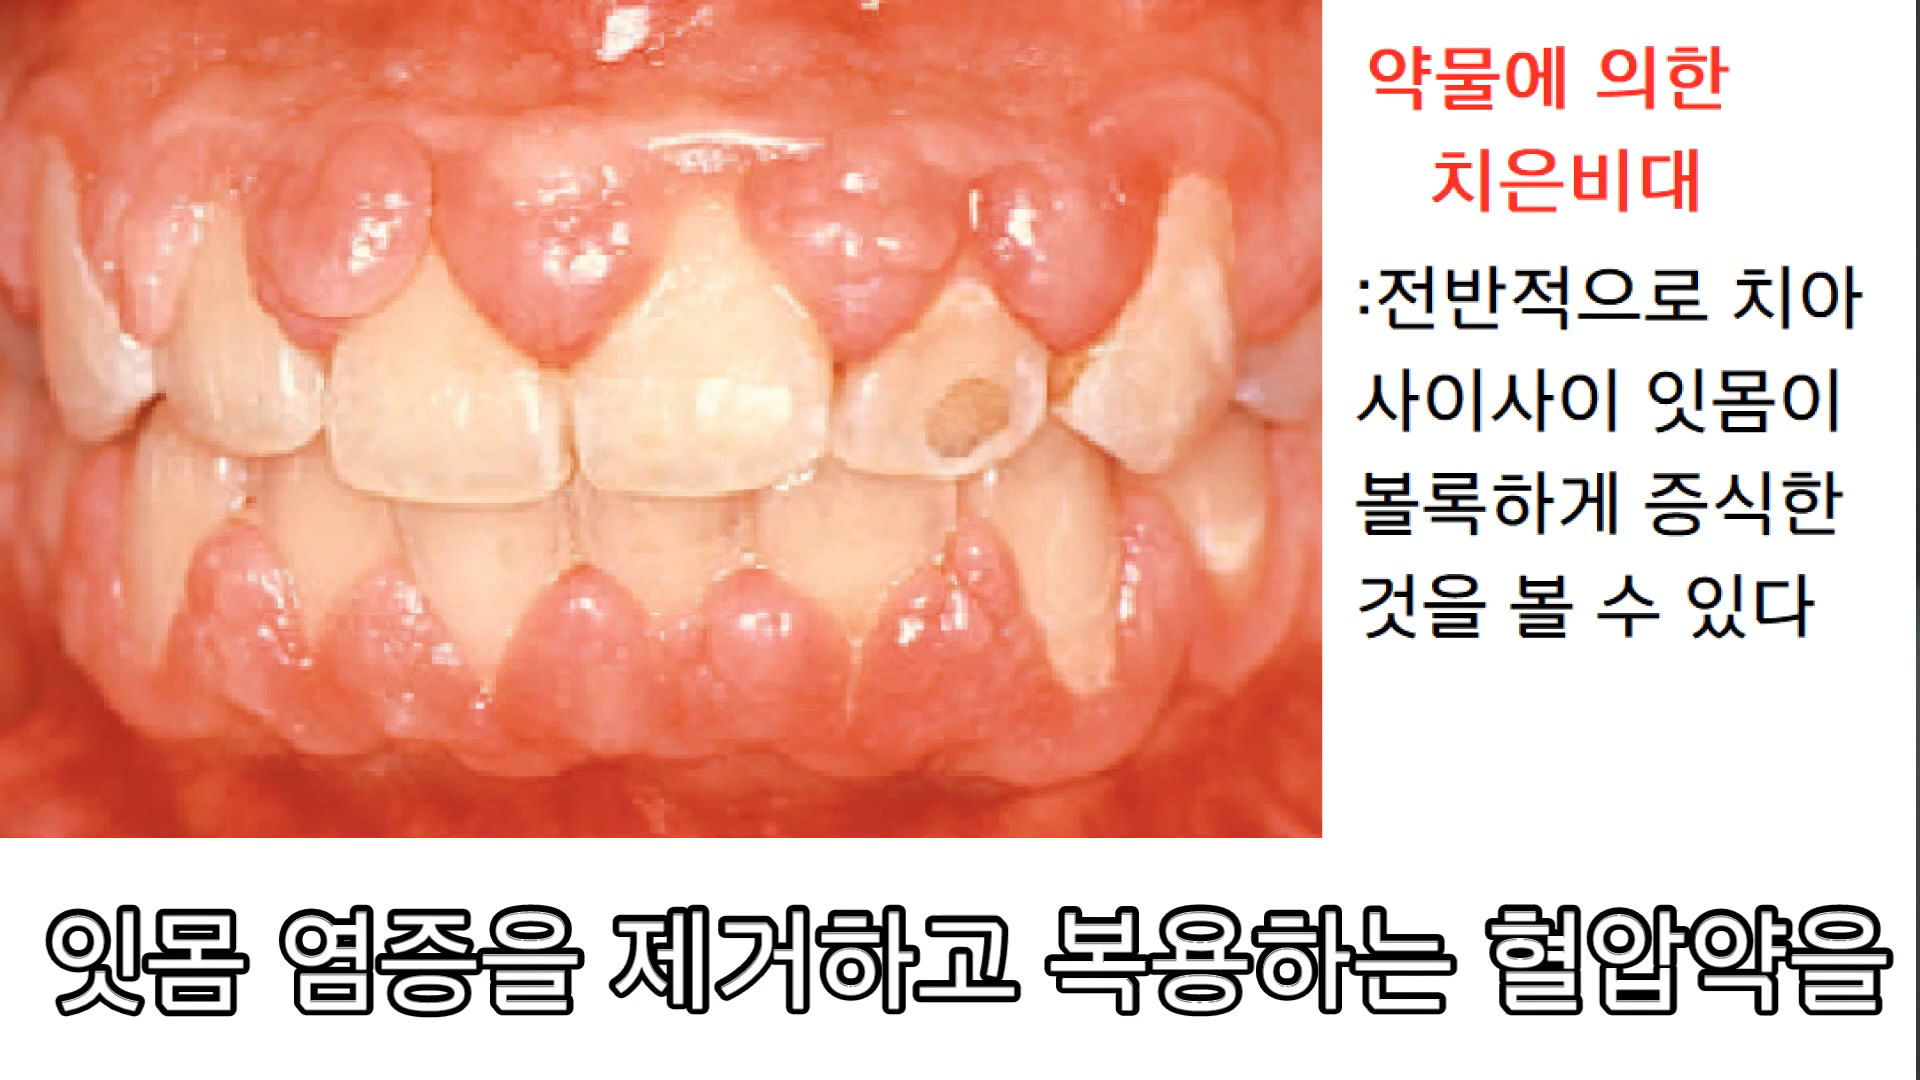 약물에 의한
치은비대
:전반적으로 치아
사이사이 잇몸이
볼록하게 증식한
것을 볼 수 있다
잇몸 염증을 제거하고 복용하는 혈압약을